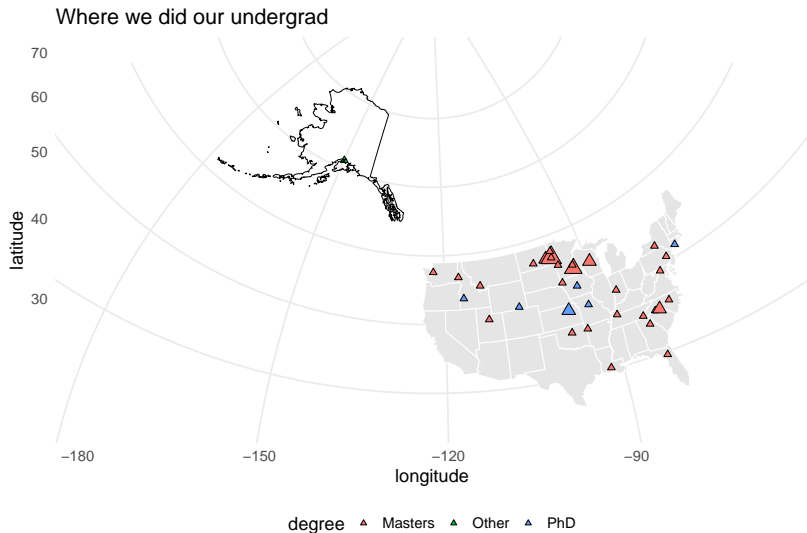 Where we did our undergrad
70
60
50
40
30
latitude
−180
−150
−120
−90
longitude
degree
Masters
Other
PhD